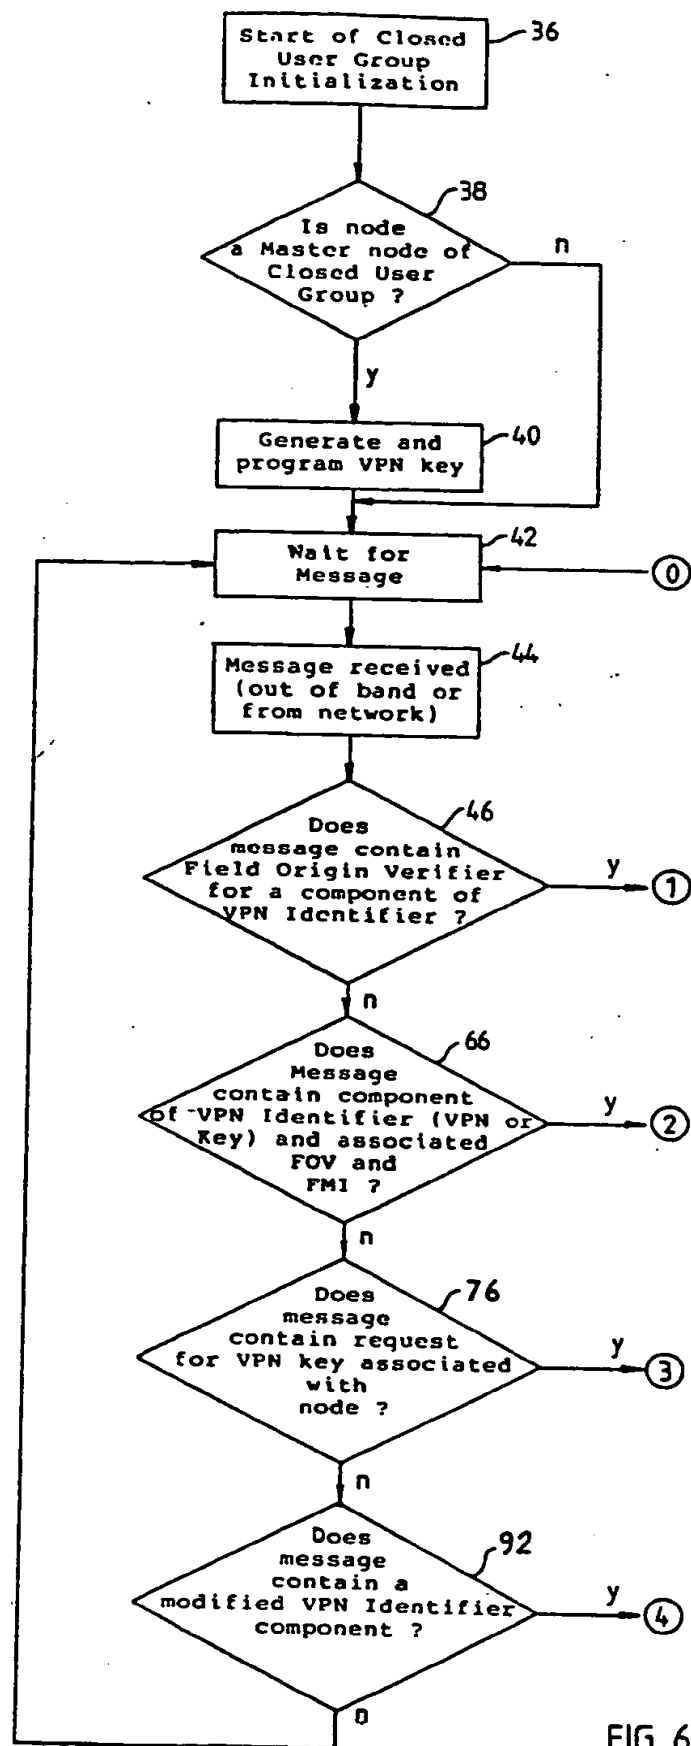 Start of Closed
User Group
Initialization
36
38
Is node
a Master node of
Closed User
Group ?
n
y
Generate and
program VPN key
40
Wait for
Message
42
0
Message received
(out of band or
from network)
44
46
Does
message contain
Field Origin Verifier
for a component of
VPN Identifier ?
y
1
n
66
Does
Message
contain component
of VPN Identifier (VPN or
Key) and associated
FOV and
FMI ?
y
2
n
76
Does
message
contain request
for VPN key associated
with
node ?
y
3
n
92
Does
message
contain a
modified VPN Identifier
component ?
y
4
n
FIG 6